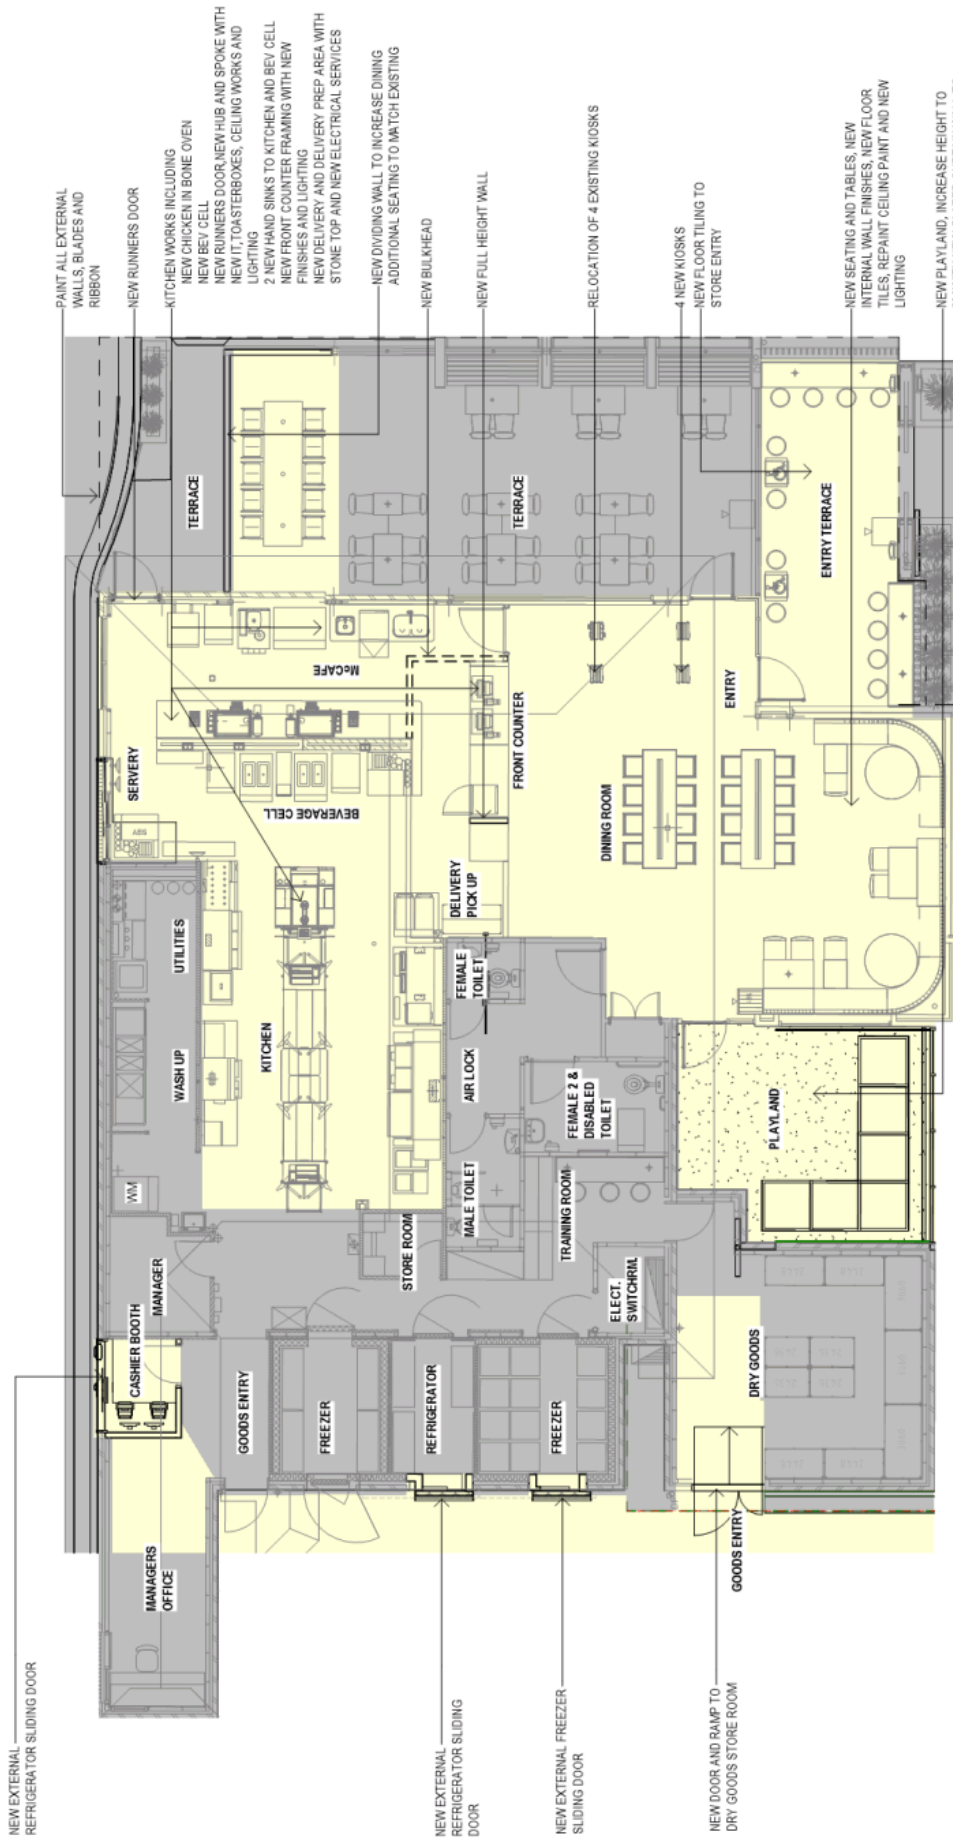 PAINT ALL EXTERNAL
WALLS, BLADES AND
RIBBON
NEW RUNNERS DOOR
KITCHEN WORKS INCLUDING
NEW CHICKEN IN BONE OVEN
NEW BEV CELL
NEW RUNNERS DOOR,NEW HUB AND SPOKE WITH
NEW IT,TOASTERBOXES, CEILING WORKS AND
LIGHTING
2 NEW HAND SINKS TO KITCHEN AND BEV CELL
NEW FRONT COUNTER FRAMING WITH NEW
FINISHES AND LIGHTING
NEW DELIVERY AND DELIVERY PREP AREA WITH
STONE TOP AND NEW ELECTRICAL SERVICES
NEW DIVIDING WALL TO INCREASE DINING
ADDITIONAL SEATING TO MATCH EXISTING
NEW BULKHEAD
NEW FULL HEIGHT WALL
RELOCATION OF 4 EXISTING KIOSKS
4 NEW KIOSKS
NEW FLOOR TILING TO
STORE ENTRY
NEW SEATING AND TABLES, NEW
INTERNAL WALL FINISHES, NEW FLOOR
TILES, REPAINT CEILING PAINT AND NEW
LIGHTING
NEW PLAYLAND, INCREASE HEIGHT TO
TERRACE
TERRACE
ENTRY TERRACE
McCAFE
SERVERY
BEVERAGE CELL
FRONT COUNTER
ENTRY
DINING ROOM
DELIVERY
PICK UP
UTILITIES
WASH UP
KITCHEN
FEMALE
TOILET
AIR LOCK
FEMALE 2 &
DISABLED
TOILET
MALE TOILET
PLAYLAND
WM
TRAINING ROOM
STORE ROOM
MANAGER
ELECT.
SWITCHRM.
CASHIER BOOTH
GOODS ENTRY
FREEZER
REFRIGERATOR
FREEZER
DRY GOODS
MANAGERS
OFFICE
GOODS ENTRY
NEW EXTERNAL
REFRIGERATOR SLIDING DOOR
NEW EXTERNAL
REFRIGERATOR SLIDING
DOOR
NEW EXTERNAL FREEZER
SLIDING DOOR
NEW DOOR AND RAMP TO
DRY GOODS STORE ROOM